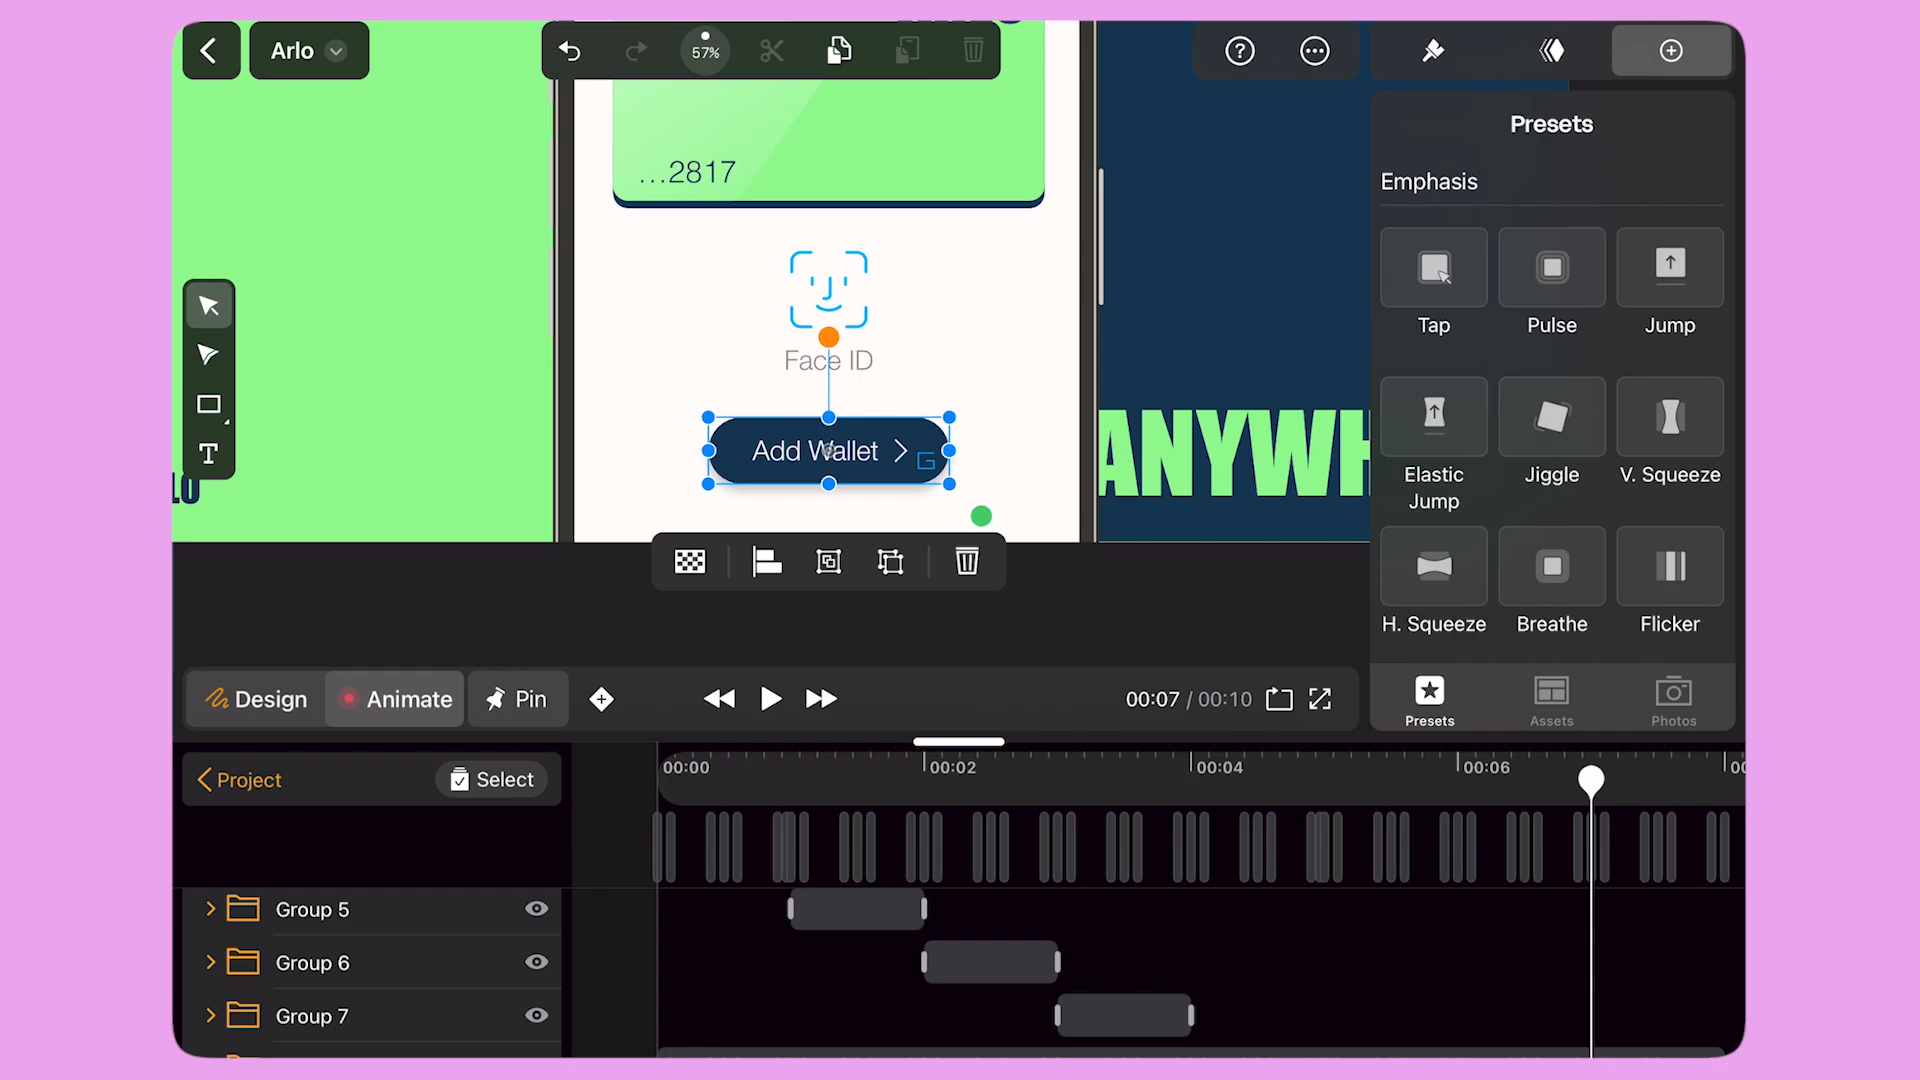 Arlo
57%
Presets
Emphasis
Tap
Pulse
Jump
Elastic
Jump
Jiggle
V. Squeeze
H. Squeeze
Breathe
Flicker
Presets
Assets
Photos
...2817
Face ID
Add Wallet
G
ANYWH
LO
T
Design
Animate
Pin
00:07 / 00:10
Project
Select
00:00
00:02
00:04
00:06
Group 5
Group 6
Group 7